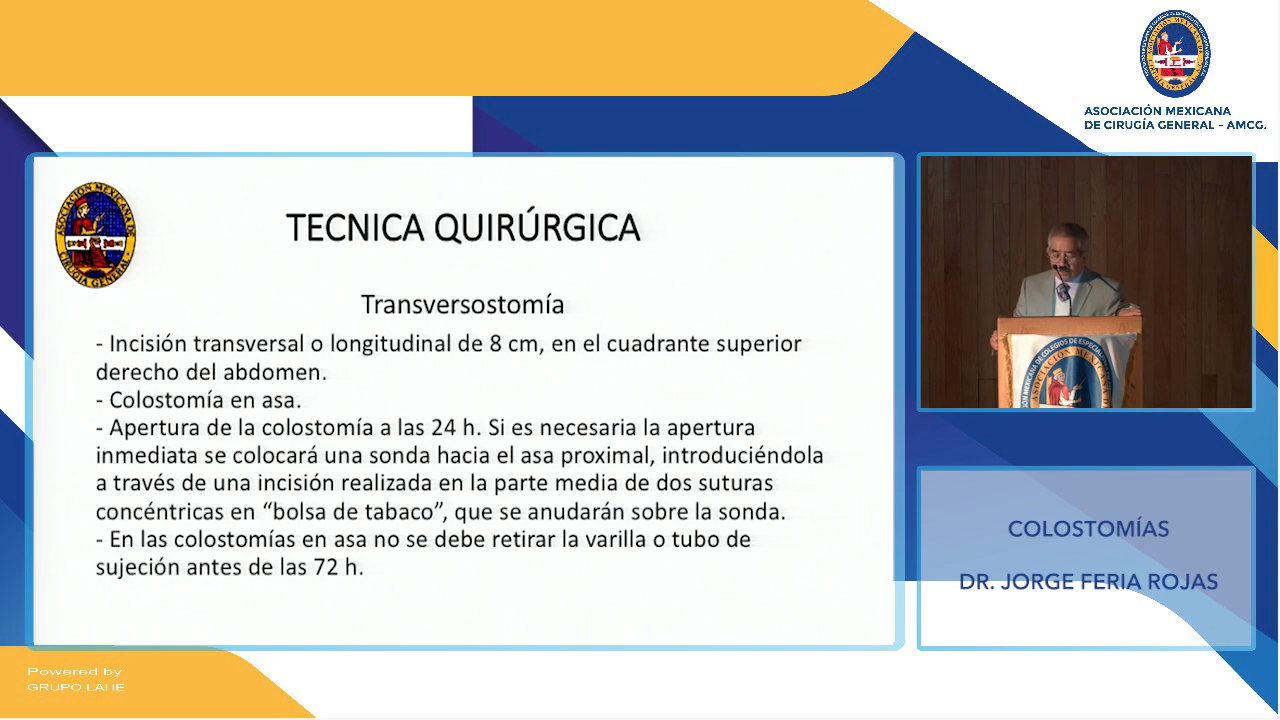 ASOCIACIÓN MEXICANA
DE CIRUGÍA GENERAL - AMCG.
ASOCIACIÓN MEXICANA DE
CIRUGÍA GENERAL
TECNICA QUIRÚRGICA
Transversostomía
- Incisión transversal o longitudinal de 8 cm, en el cuadrante superior
derecho del abdomen.
- Colostomía en asa.
- Apertura de la colostomía a las 24 h. Si es necesaria la apertura
inmediata se colocará una sonda hacia el asa proximal, introduciéndola
a través de una incisión realizada en la parte media de dos suturas
concéntricas en “bolsa de tabaco”, que se anudarán sobre la sonda.
- En las colostomías en asa no se debe retirar la varilla o tubo de
sujeción antes de las 72 h.
COLOSTOMÍAS
DR. JORGE FERIA ROJAS
Powered by
GRUPO LAHE